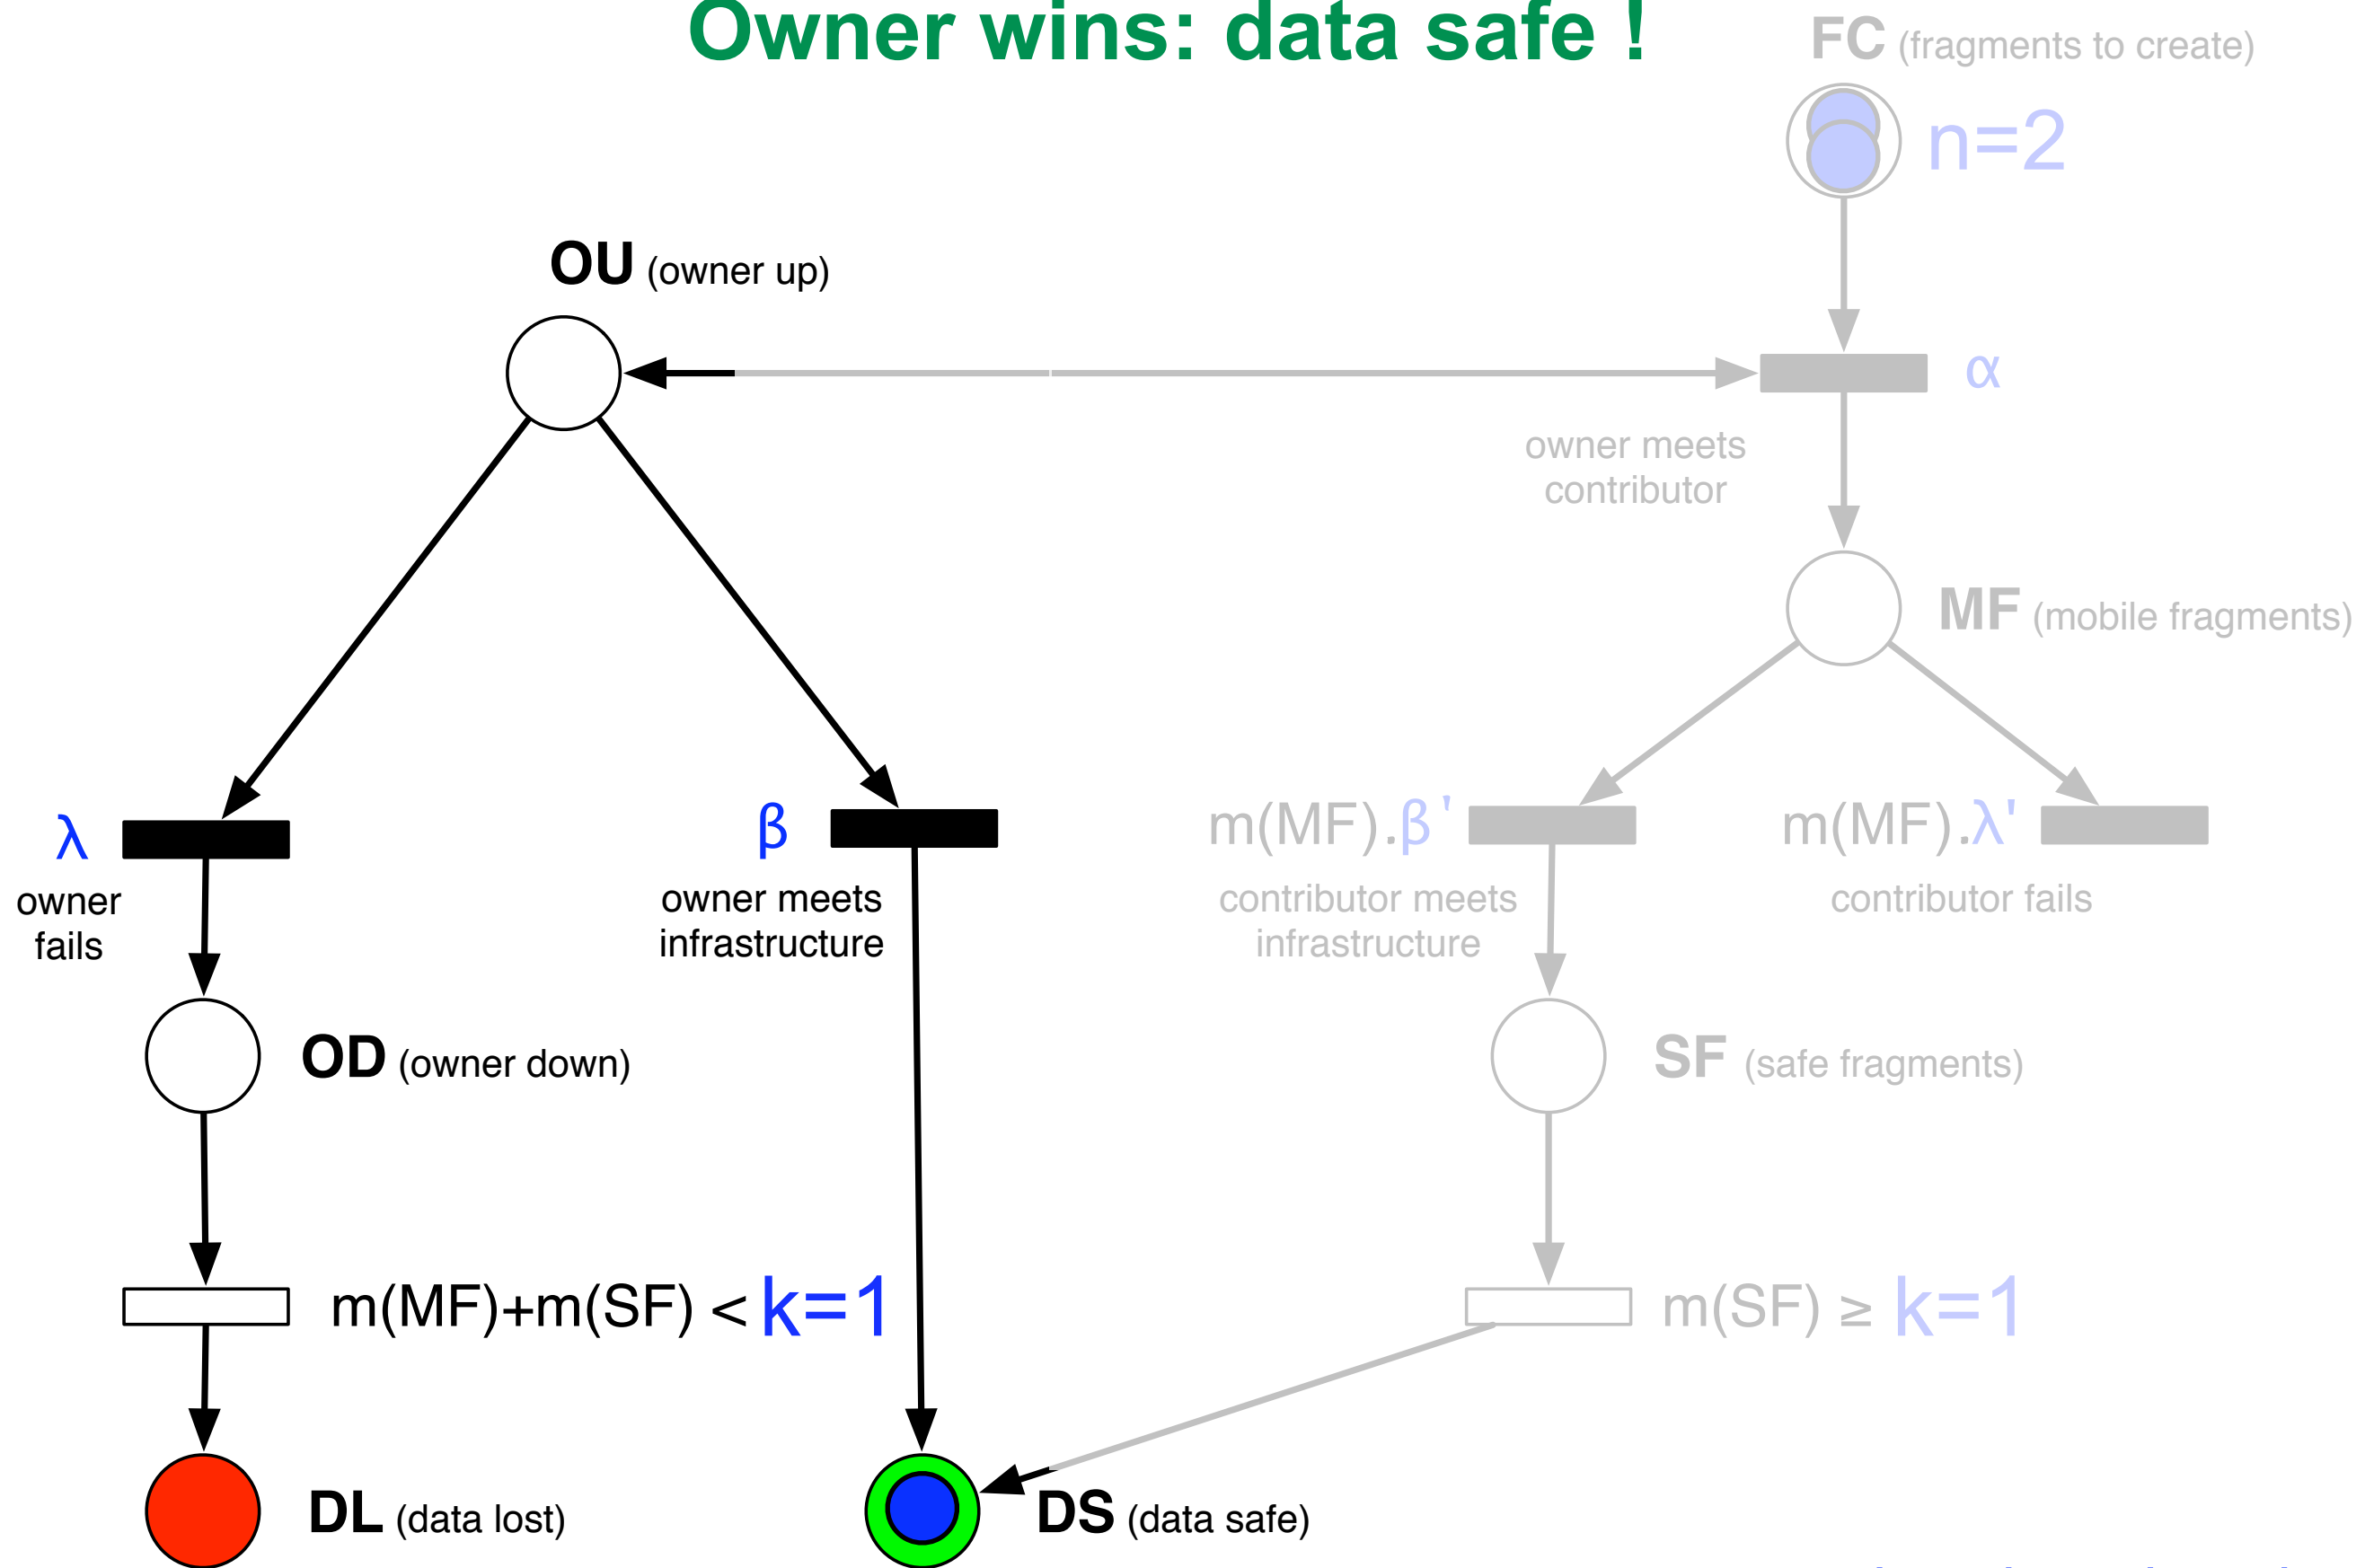 Owner wins: data safe !
FC (fragments to create)
n=2
OU (owner up)
α
owner meets
contributor
MF (mobile fragments)
λ
owner
fails
β
owner meets
infrastructure
m(MF).β'
contributor meets
infrastructure
m(MF).λ'
contributor fails
OD (owner down)
SF (safe fragments)
m(MF)+m(SF) < k=1
m(SF) ≥ k=1
DL (data lost)
DS (data safe)